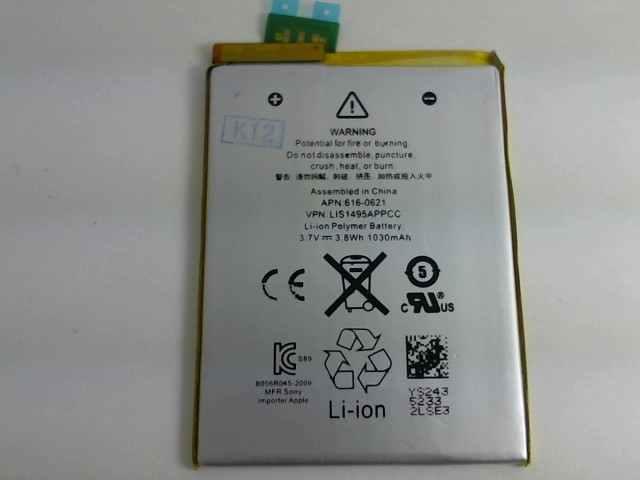 K12
WARNING
Potential for fire or burning.
Do not disassemble, puncture,
crush, heat, or burn.
警告: 请勿拆解、刺破、挤压、加热或投入火中
Assembled in China
APN:616-0621
VPN:LIS1495APPCC
Li-ion Polymer Battery
3.7V⎓3.8Wh 1030mAh
CE
5
c RU US
KC S89
B056R045-2009
MFR Sony
Importer Apple
Li-ion
YS243
5233
2LSE3